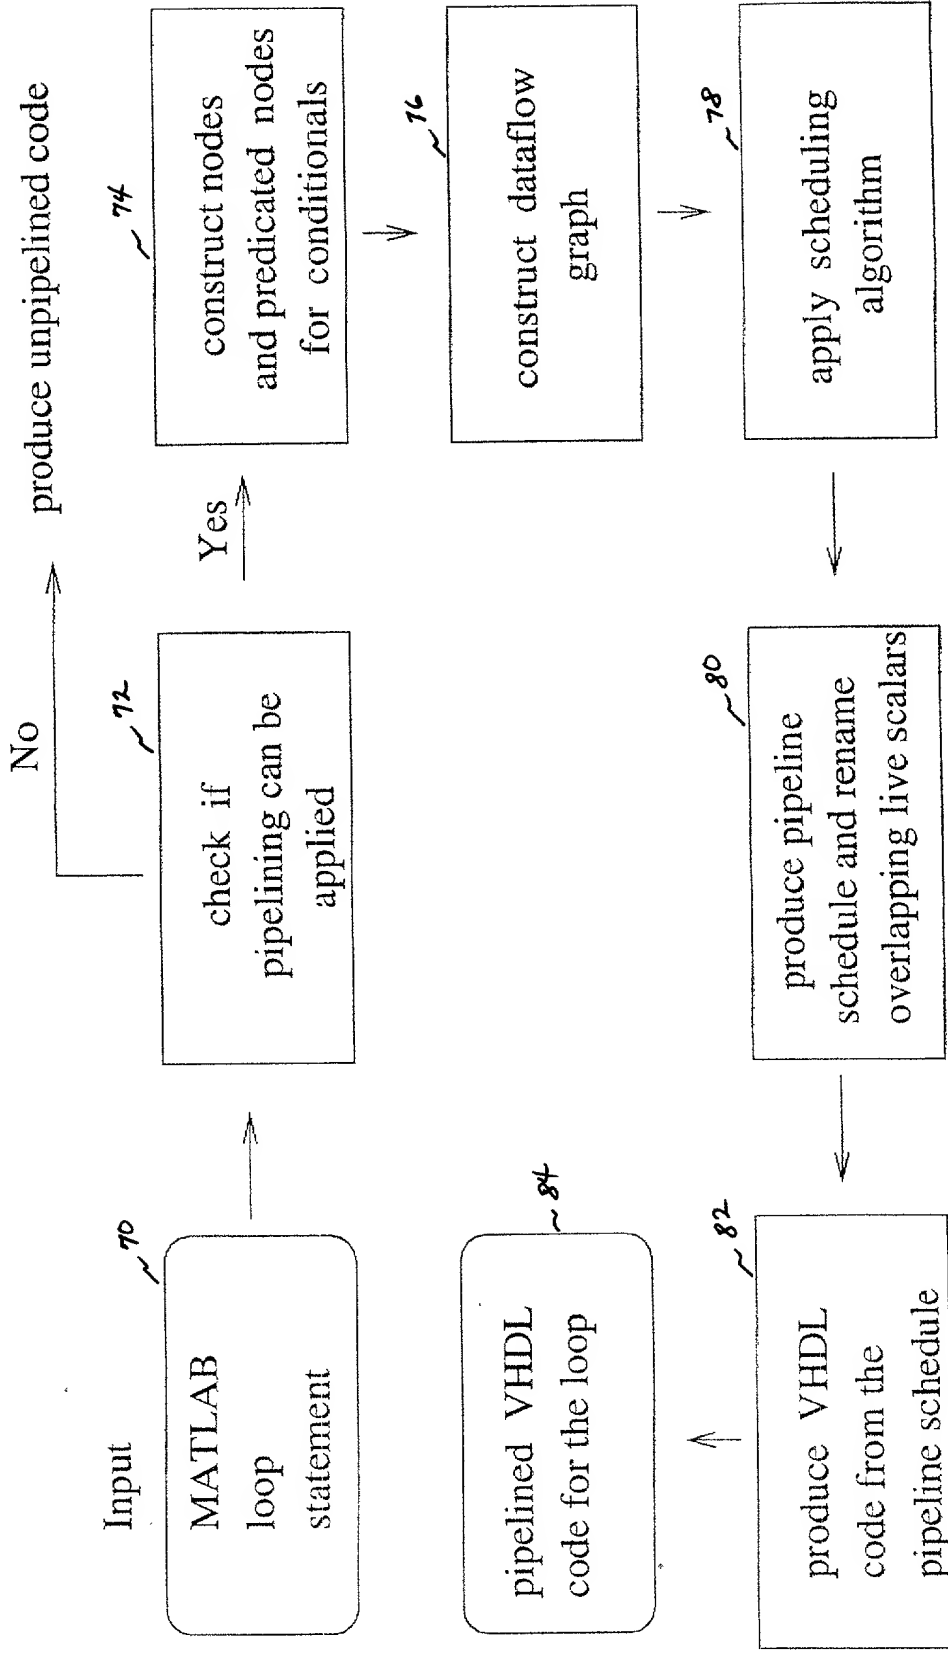 Input
70
MATLAB
loop
statement
72
check if
pipelining can be
applied
No
produce unpipelined code
Yes
74
construct nodes
and predicated nodes
for conditionals
76
construct dataflow
graph
78
apply scheduling
algorithm
80
produce pipeline
schedule and rename
overlapping live scalars
82
produce VHDL
code from the
pipeline schedule
84
pipelined VHDL
code for the loop